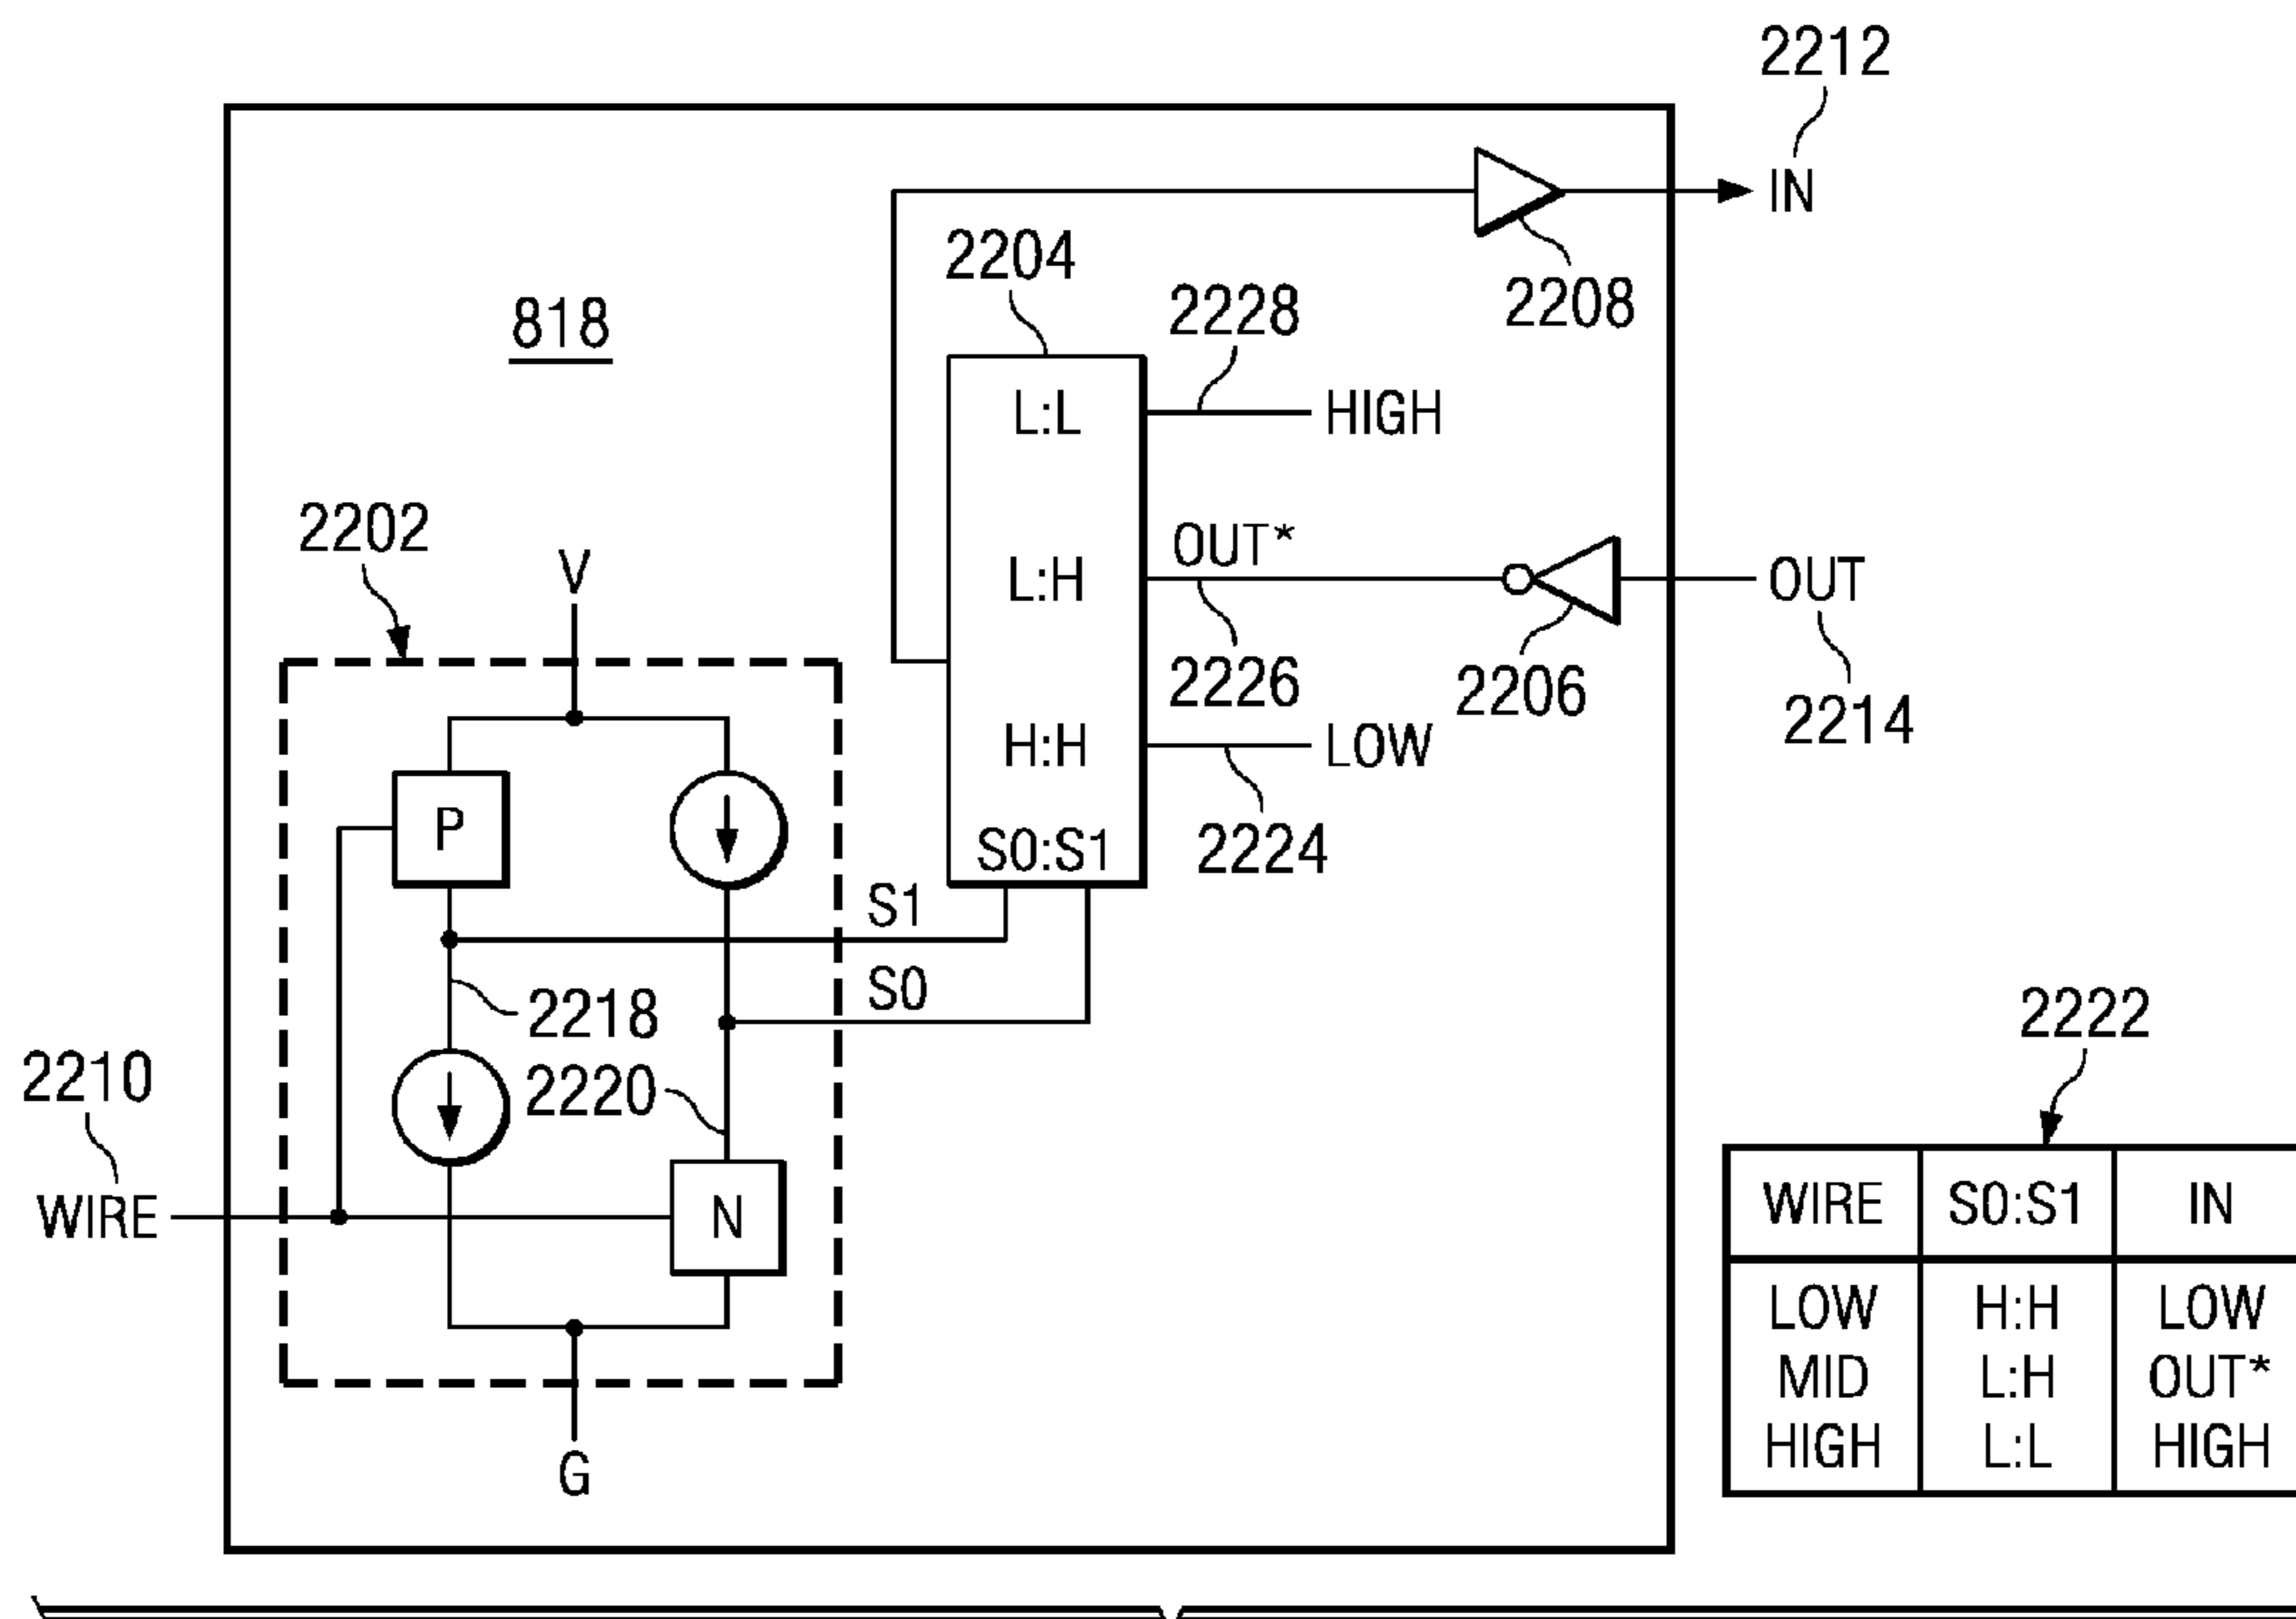 2212
IN
2204
2228
2208
818
L:L
HIGH
2202
OUT*
V
L:H
OUT
2226
2206
2214
H:H
LOW
P
S0:S1
2224
S1
S0
2218
2222
2210
2220
WIRE
N
WIRE S0:S1 IN
LOW H:H LOW
MID L:H OUT*
HIGH L:L HIGH
G